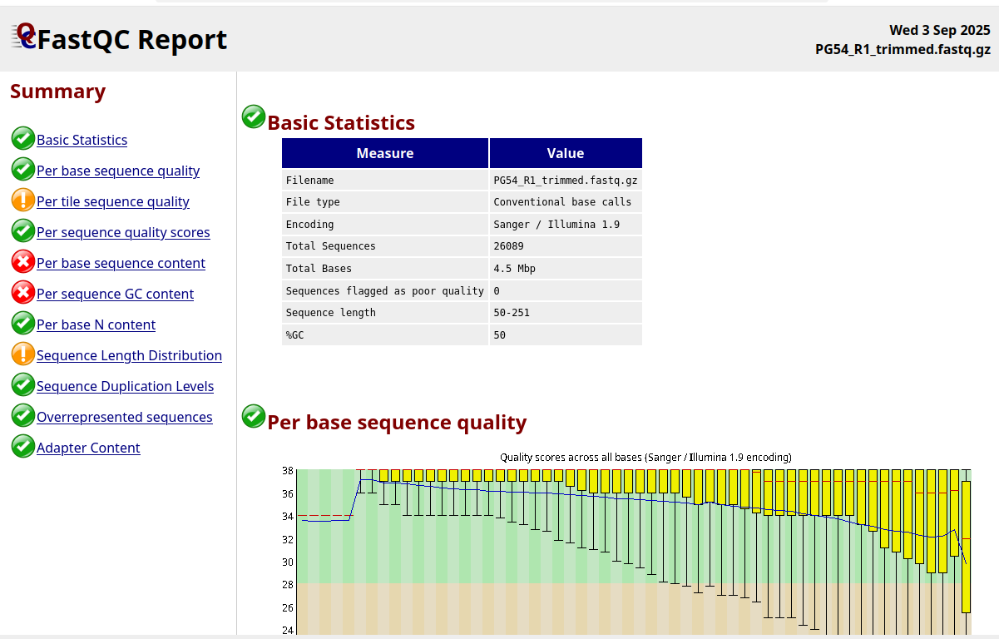 FastQC Report
Wed 3 Sep 2025
PG54_R1_trimmed.fastq.gz
Summary
Basic Statistics
Per base sequence quality
Per tile sequence quality
Per sequence quality scores
Per base sequence content
Per sequence GC content
Per base N content
Sequence Length Distribution
Sequence Duplication Levels
Overrepresented sequences
Adapter Content
Basic Statistics
Measure Value
Filename PG54_R1_trimmed.fastq.gz
File type Conventional base calls
Encoding Sanger / Illumina 1.9
Total Sequences 26089
Total Bases 4.5 Mbp
Sequences flagged as poor quality 0
Sequence length 50-251
%GC 50
Per base sequence quality
Quality scores across all bases (Sanger / Illumina 1.9 encoding)
38
36
34
32
30
28
26
24